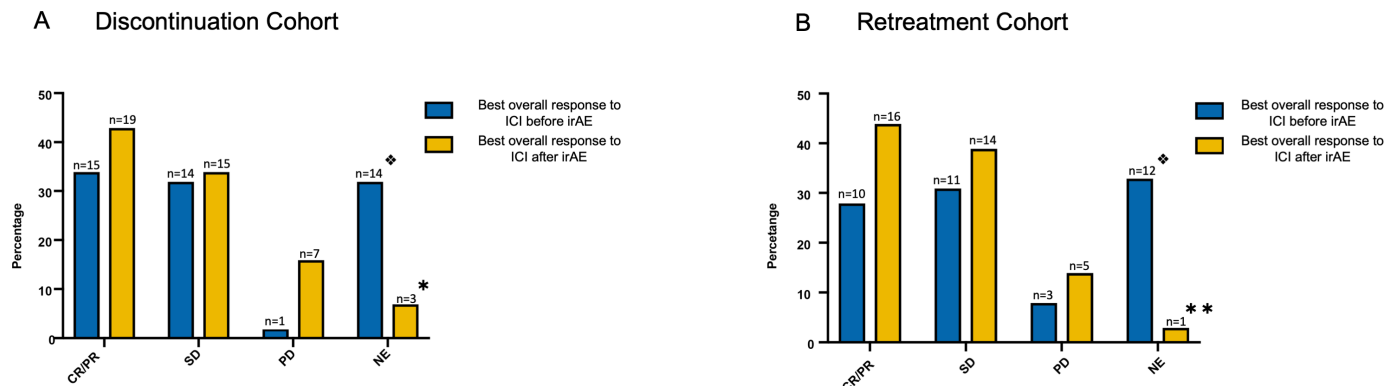 A Discontinuation Cohort
50
40
30
20
10
0
Percentage
n=15
n=19
n=14
n=15
n=1
n=7
n=14
❖
n=3
*
CR/PR
SD
PD
NE
Best overall response to
ICI before irAE
Best overall response to
ICI after irAE
B Retreatment Cohort
50
40
30
20
10
0
Percetange
n=10
n=16
n=11
n=14
n=3
n=5
n=12
❖
n=1
* *
CR/PR
SD
PD
NE
Best overall response to
ICI before irAE
Best overall response to
ICI after irAE